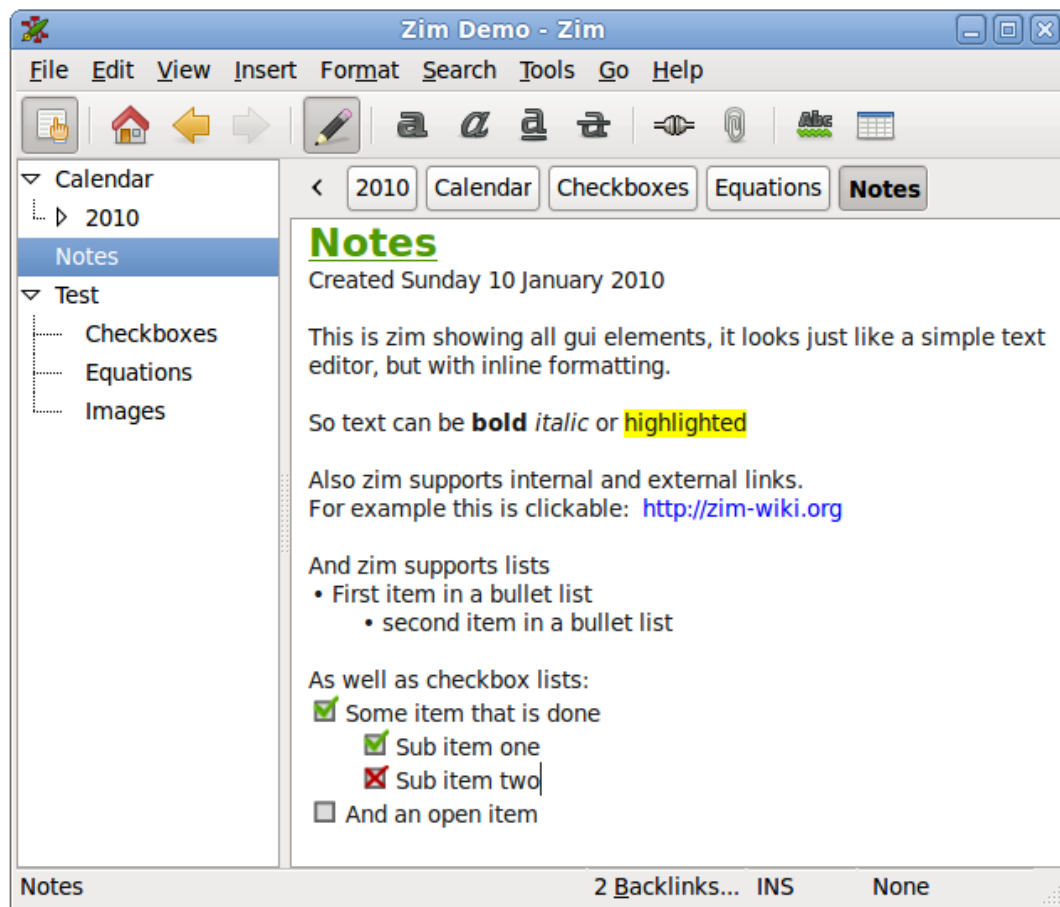 Zim Demo - Zim
File Edit View Insert Format Search Tools Go Help
a a a a Abc
Calendar
2010
Notes
Test
Checkboxes
Equations
Images
2010 Calendar Checkboxes Equations Notes
Notes
Created Sunday 10 January 2010
This is zim showing all gui elements, it looks just like a simple text
editor, but with inline formatting.
So text can be bold italic or highlighted
Also zim supports internal and external links.
For example this is clickable: http://zim-wiki.org
And zim supports lists
• First item in a bullet list
• second item in a bullet list
As well as checkbox lists:
Some item that is done
Sub item one
Sub item two
And an open item
Notes 2 Backlinks... INS None